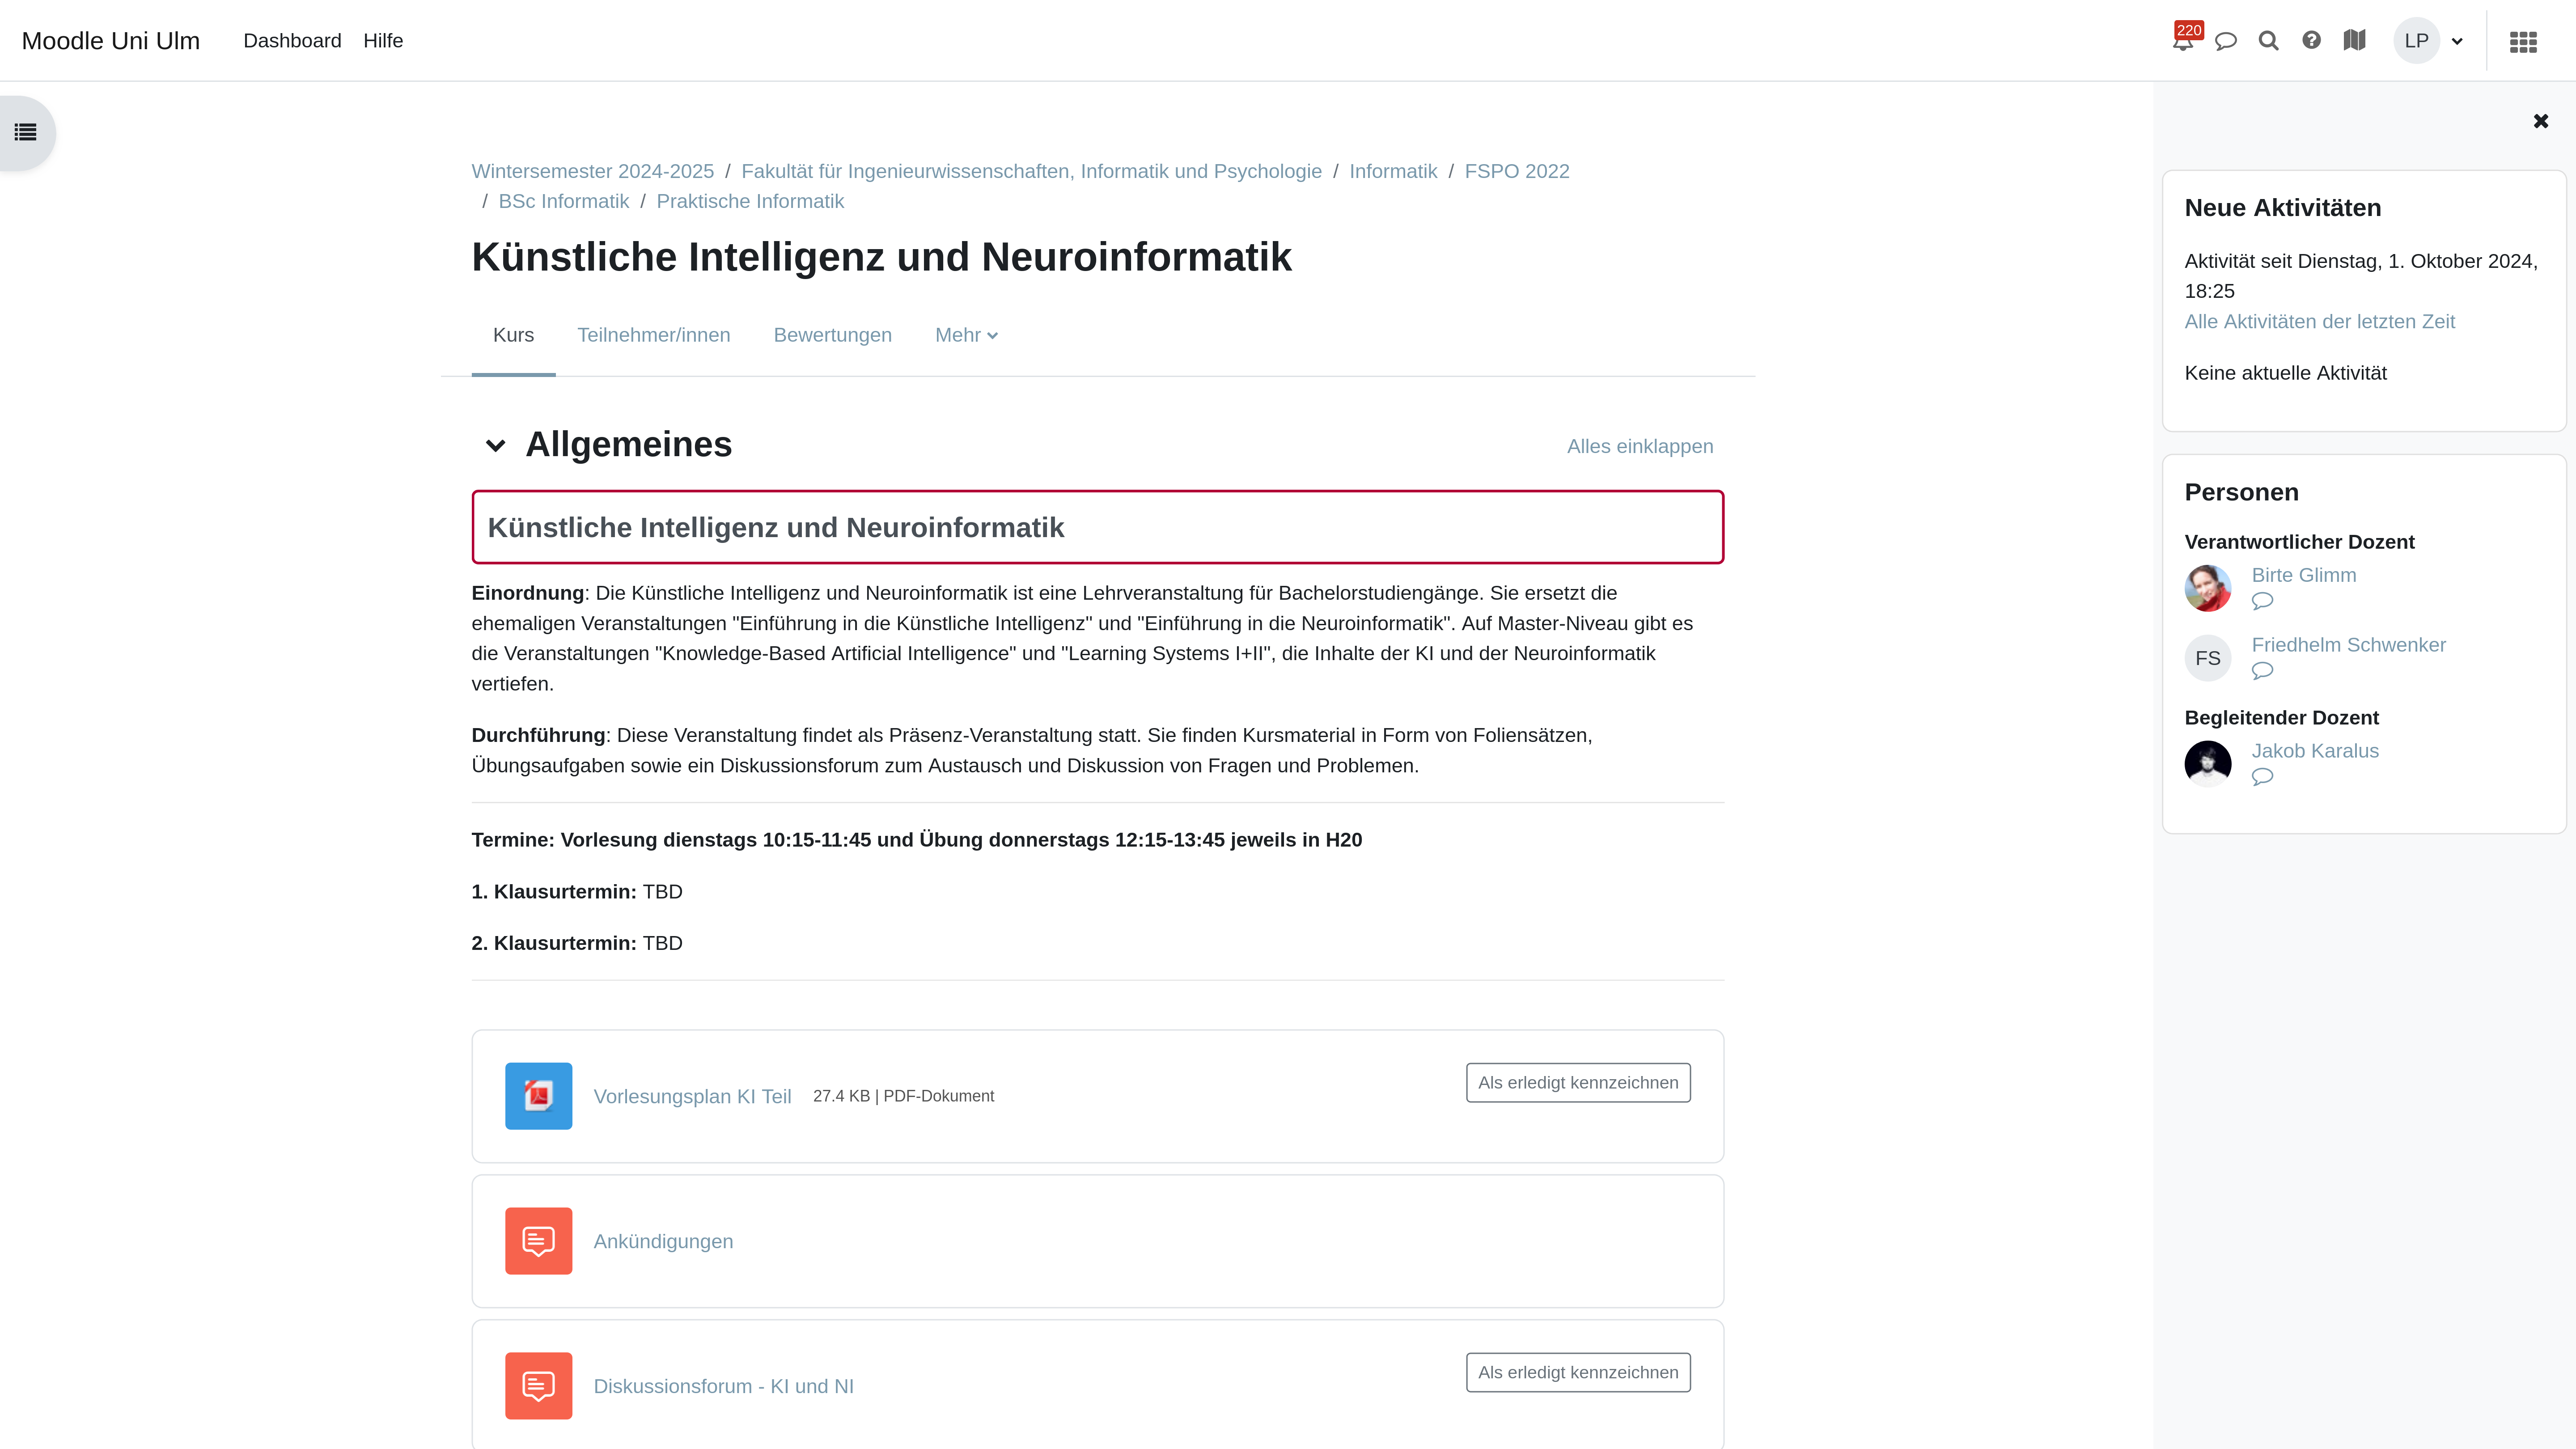 Moodle Uni Ulm
Dashboard
Hilfe
220
LP
Wintersemester 2024-2025 / Fakultät für Ingenieurwissenschaften, Informatik und Psychologie / Informatik / FSPO 2022
/ BSc Informatik / Praktische Informatik
Künstliche Intelligenz und Neuroinformatik
Kurs
Teilnehmer/innen
Bewertungen
Mehr
Allgemeines
Alles einklappen
Künstliche Intelligenz und Neuroinformatik
Einordnung: Die Künstliche Intelligenz und Neuroinformatik ist eine Lehrveranstaltung für Bachelorstudiengänge. Sie ersetzt die
ehemaligen Veranstaltungen "Einführung in die Künstliche Intelligenz" und "Einführung in die Neuroinformatik". Auf Master-Niveau gibt es
die Veranstaltungen "Knowledge-Based Artificial Intelligence" und "Learning Systems I+II", die Inhalte der KI und der Neuroinformatik
vertiefen.
Durchführung: Diese Veranstaltung findet als Präsenz-Veranstaltung statt. Sie finden Kursmaterial in Form von Foliensätzen,
Übungsaufgaben sowie ein Diskussionsforum zum Austausch und Diskussion von Fragen und Problemen.
Termine: Vorlesung dienstags 10:15-11:45 und Übung donnerstags 12:15-13:45 jeweils in H20
1. Klausurtermin: TBD
2. Klausurtermin: TBD
Vorlesungsplan KI Teil 27.4 KB | PDF-Dokument
Als erledigt kennzeichnen
Ankündigungen
Diskussionsforum - KI und NI
Als erledigt kennzeichnen
Neue Aktivitäten
Aktivität seit Dienstag, 1. Oktober 2024,
18:25
Alle Aktivitäten der letzten Zeit
Keine aktuelle Aktivität
Personen
Verantwortlicher Dozent
Birte Glimm
FS
Friedhelm Schwenker
Begleitender Dozent
Jakob Karalus